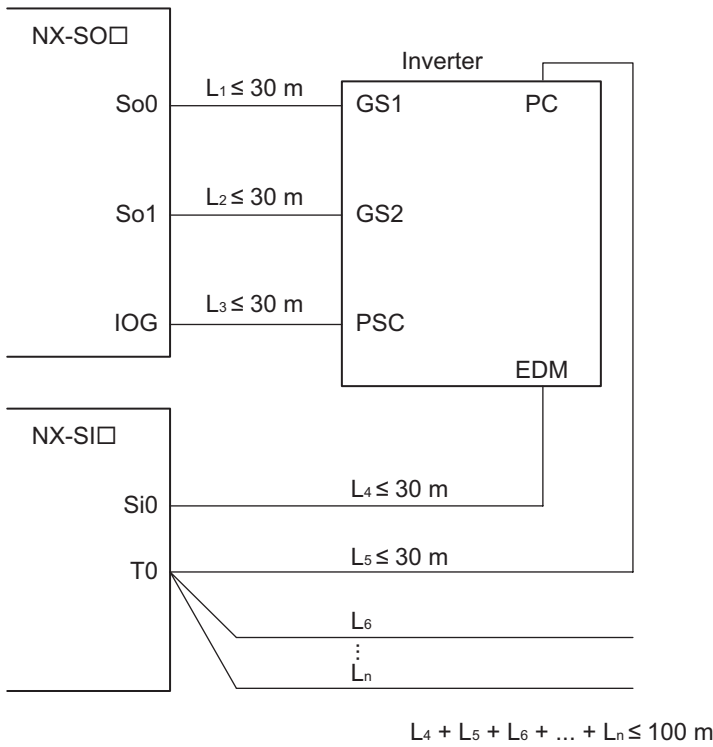 NX-SO□
Inverter
So0
L1 ≤ 30 m
GS1
PC
So1
L2 ≤ 30 m
GS2
IOG
L3 ≤ 30 m
PSC
EDM
NX-SI□
Si0
L4 ≤ 30 m
T0
L5 ≤ 30 m
L6
⋮
Ln
L4 + L5 + L6 + ... + Ln ≤ 100 m